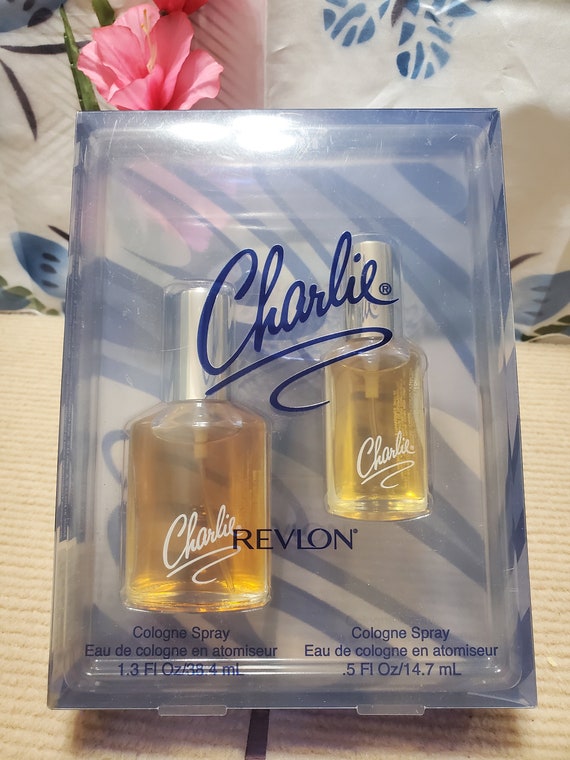 Charlie®
Charlie
Charlie
REVLON®
Cologne Spray
Eau de cologne en atomiseur
1.3 Fl Oz/38.4 mL
Cologne Spray
Eau de cologne en atomiseur
.5 Fl Oz/14.7 mL